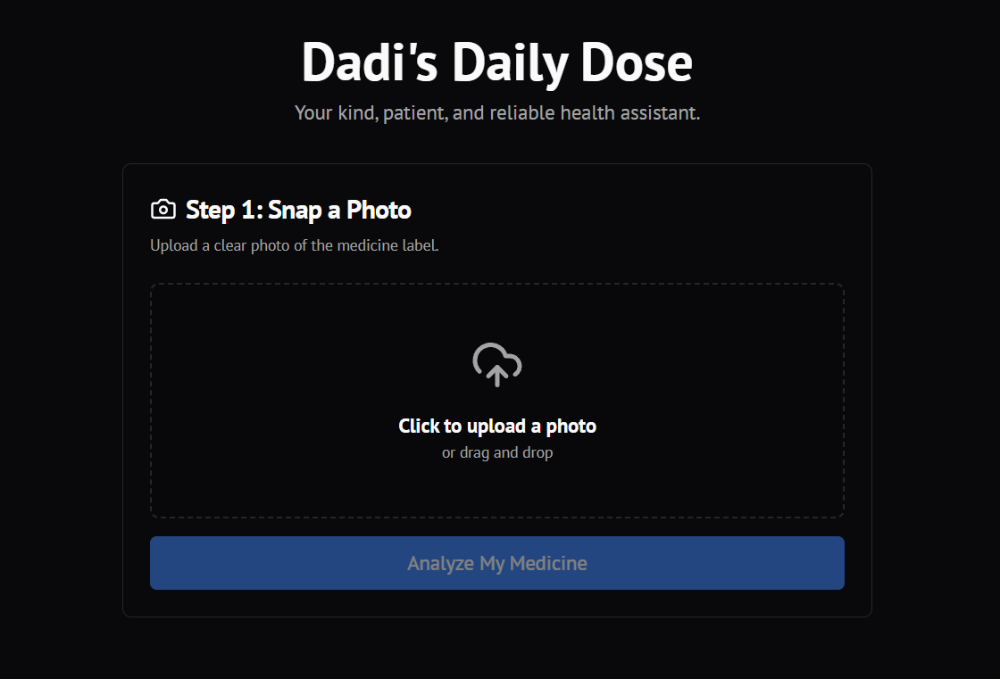 Dadi's Daily Dose
Your kind, patient, and reliable health assistant.
Step 1: Snap a Photo
Upload a clear photo of the medicine label.
Click to upload a photo
or drag and drop
Analyze My Medicine